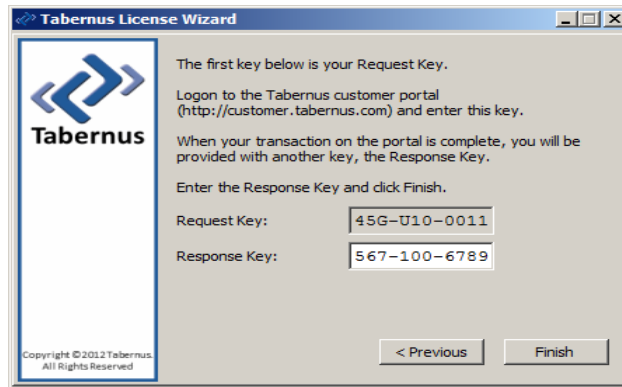 Tabernus License Wizard
The first key below is your Request Key.
Logon to the Tabernus customer portal
(http://customer.tabernus.com) and enter this key.
When your transaction on the portal is complete, you will be
provided with another key, the Response Key.
Enter the Response Key and click Finish.
Request Key:
45G-U10-0011
Response Key:
567-100-6789
Tabernus
Copyright ©2012Tabernus.
All Rights Reserved
< Previous
Finish